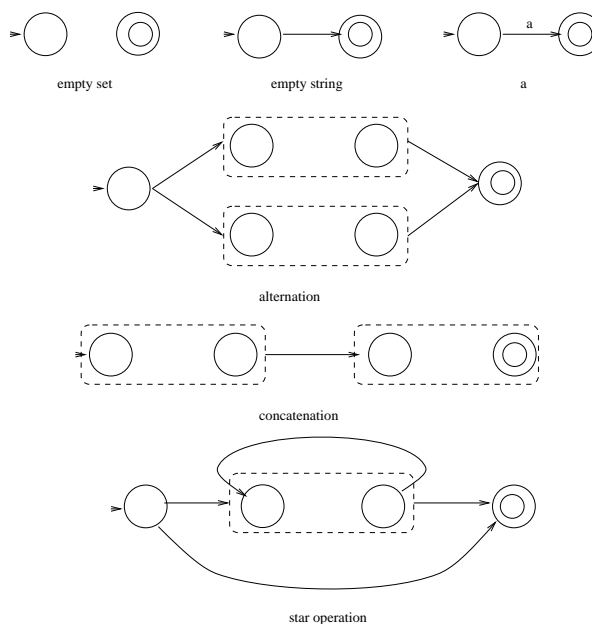 a
empty set
empty string
a
alternation
concatenation
star operation